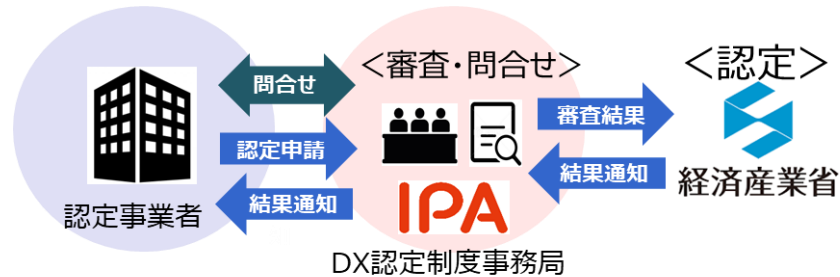 問合せ
認定申請
結果通知
認定事業者
<審査・問合せ>
IPA
DX認定制度事務局
審査結果
結果通知
<認定>
経済産業省